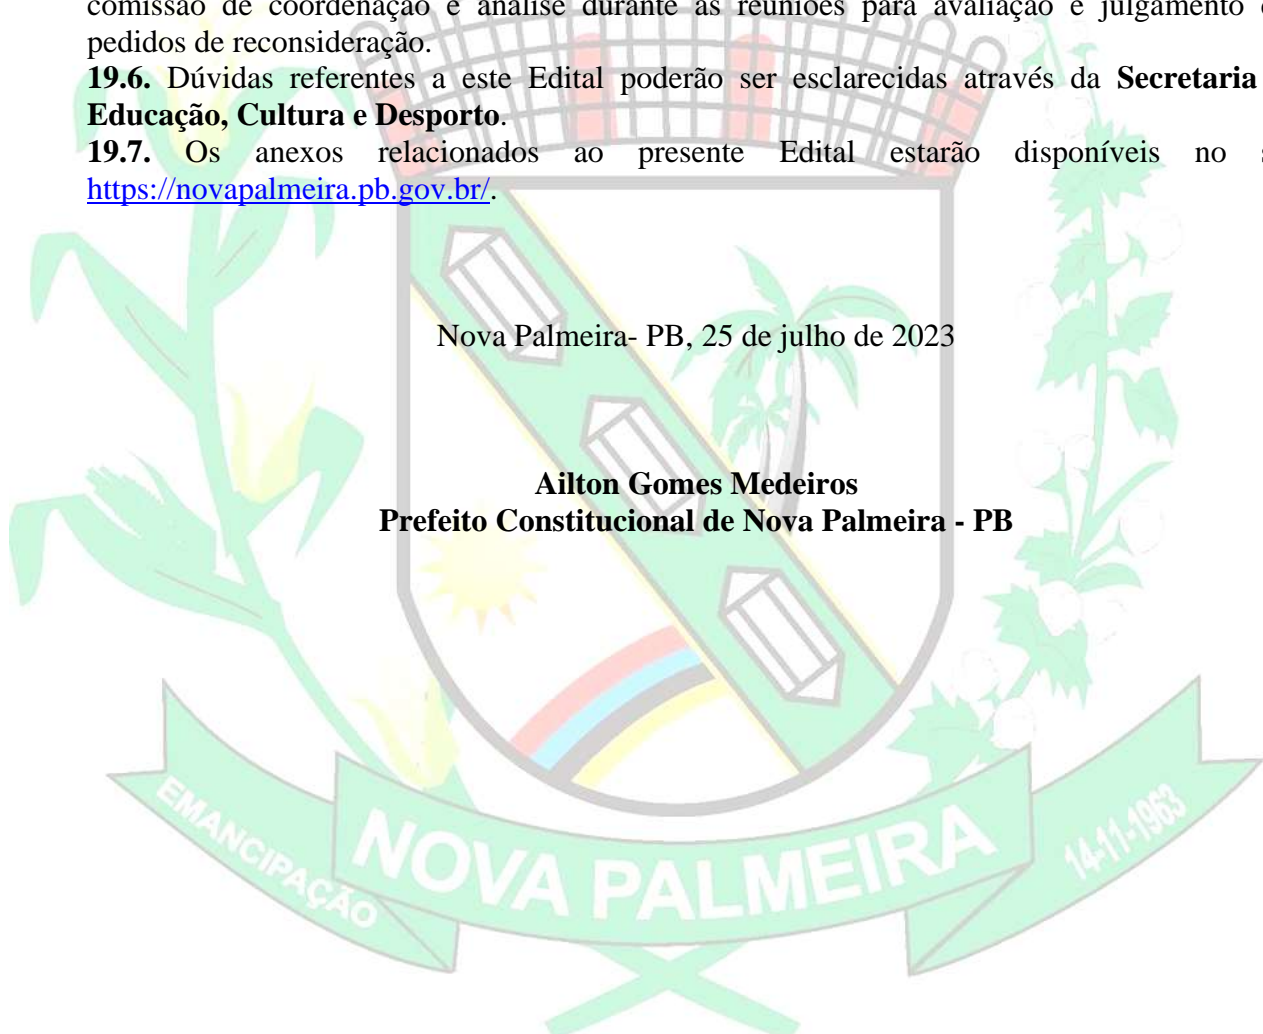 comissão de coordenação e análise durante as reuniões para avaliação e julgamento
pedidos de reconsideração.
19.6. Dúvidas referentes a este Edital poderão ser esclarecidas através da Secretaria
Educação, Cultura e Desporto.
19.7. Os anexos relacionados ao presente Edital estarão disponíveis no
https://novapalmeira.pb.gov.br/.
Nova Palmeira- PB, 25 de julho de 2023
Ailton Gomes Medeiros
Prefeito Constitucional de Nova Palmeira - PB
EMANCIPAÇÃO
NOVA PALMEIRA
14-11-1963